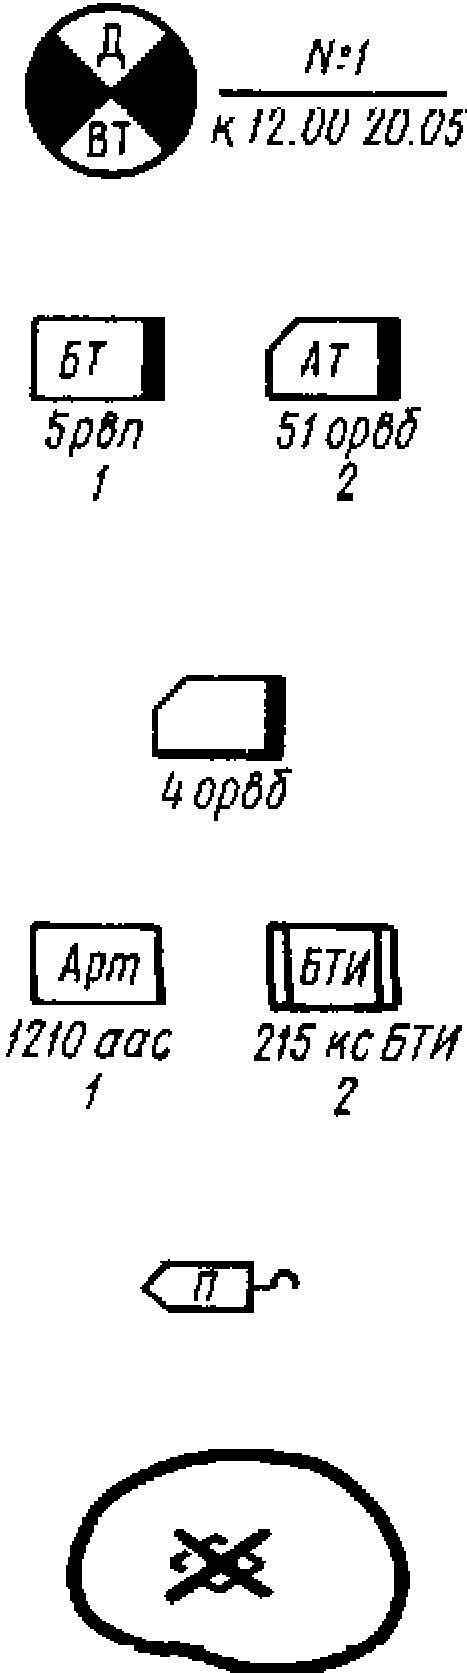 Д
ВТ
№1
к 12.00 20.05
БТ АТ
5рвп 51 орвб
1 2
4 орвб
Арт БТИ
1210 аас 215 кс БТИ
1 2
П